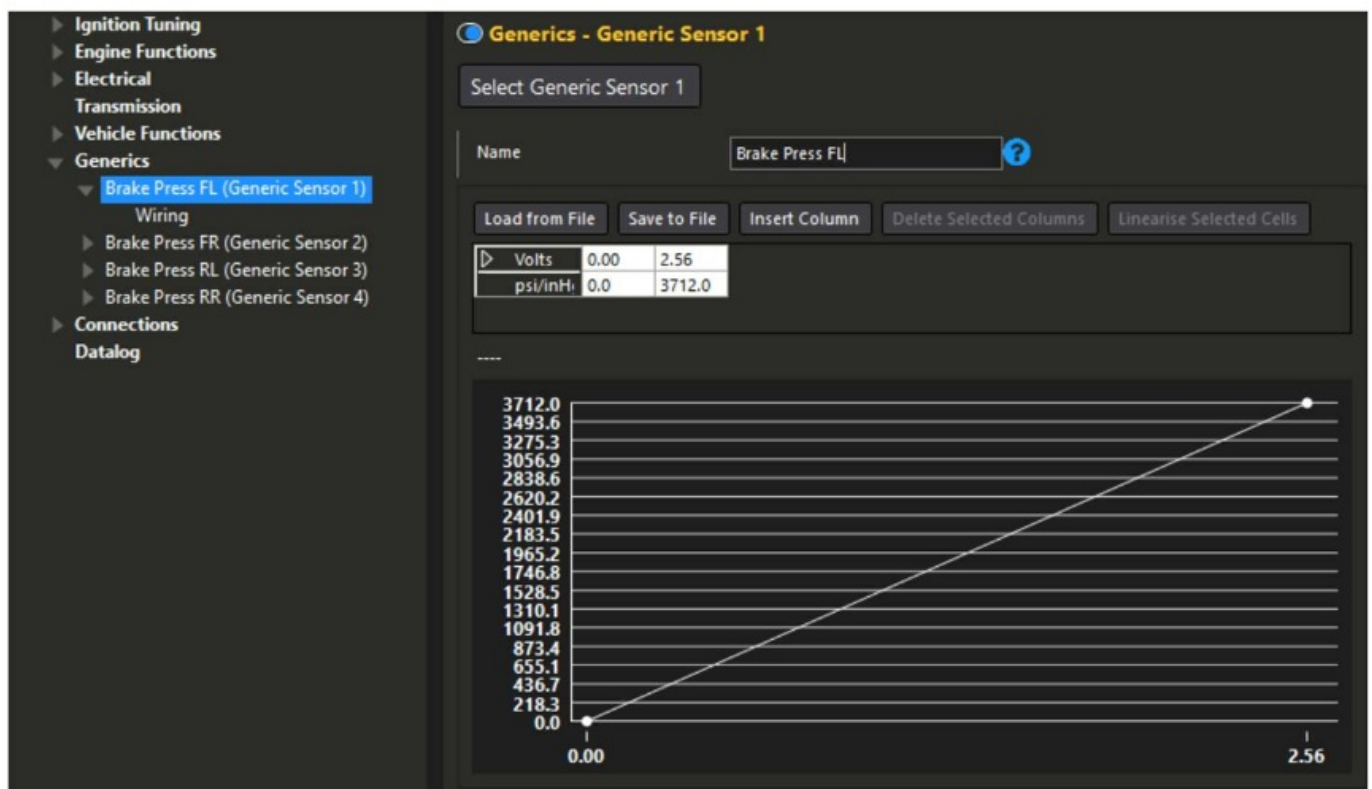 Ignition Tuning
Engine Functions
Electrical
Transmission
Vehicle Functions
Generics
Brake Press FL (Generic Sensor 1)
Wiring
Brake Press FR (Generic Sensor 2)
Brake Press RL (Generic Sensor 3)
Brake Press RR (Generic Sensor 4)
Connections
Datalog
Generics - Generic Sensor 1
Select Generic Sensor 1
Name Brake Press FL ?
Load from File Save to File Insert Column Delete Selected Columns Linearise Selected Cells
Volts 0.00 2.56
psi/inH 0.0 3712.0
----
3712.0
3493.6
3275.3
3056.9
2838.6
2620.2
2401.9
2183.5
1965.2
1746.8
1528.5
1310.1
1091.8
873.4
655.1
436.7
218.3
0.0
0.00 2.56